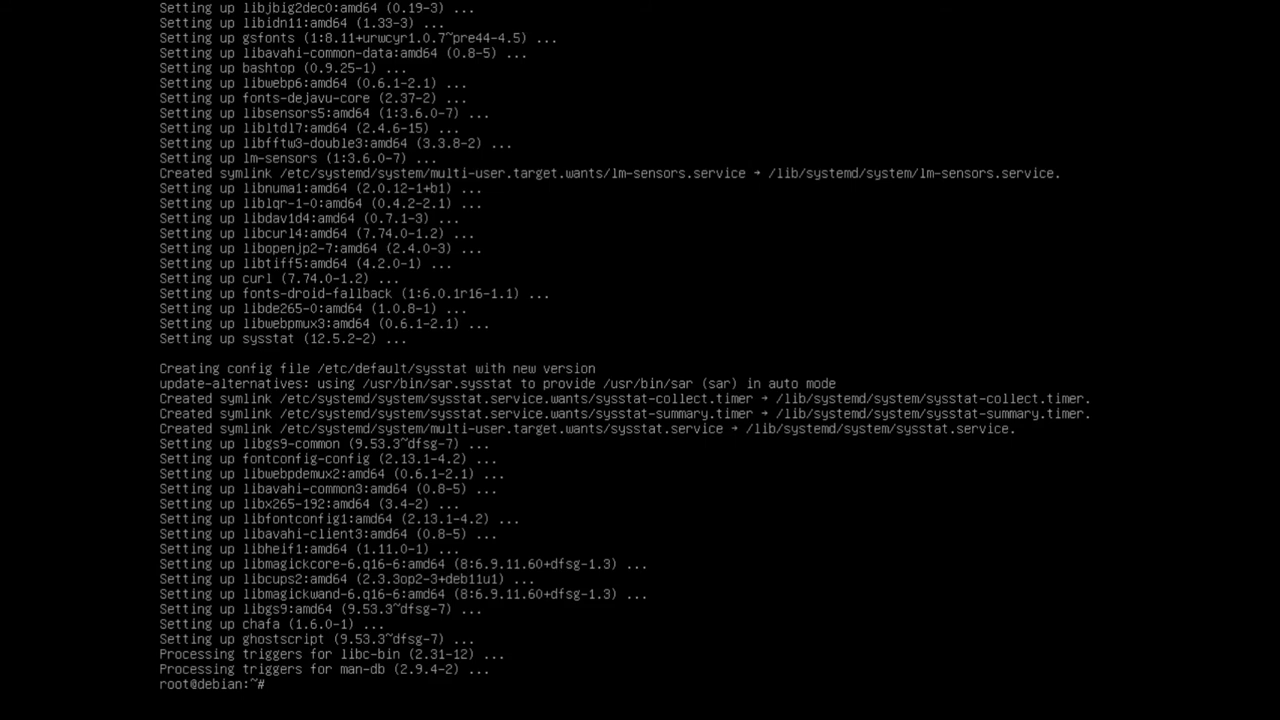 Setting up libjbig2dec0:amd64 (0.19-3) ...
Setting up libidn11:amd64 (1.33-3) ...
Setting up gsfonts (1:8.11+urwcyr1.0.7~pre44-4.5) ...
Setting up libavahi-common-data:amd64 (0.8-5) ...
Setting up bashtop (0.9.25-1) ...
Setting up libwebp6:amd64 (0.6.1-2.1) ...
Setting up fonts-dejavu-core (2.37-2) ...
Setting up libsensors5:amd64 (1:3.6.0-7) ...
Setting up libltdl7:amd64 (2.4.6-15) ...
Setting up libfftw3-double3:amd64 (3.3.8-2) ...
Setting up lm-sensors (1:3.6.0-7) ...
Created symlink /etc/systemd/system/multi-user.target.wants/lm-sensors.service → /lib/systemd/system/lm-sensors.service.
Setting up libnuma1:amd64 (2.0.12-1+b1) ...
Setting up liblqr-1-0:amd64 (0.4.2-2.1) ...
Setting up libdav1d4:amd64 (0.7.1-3) ...
Setting up libcurl4:amd64 (7.74.0-1.2) ...
Setting up libopenjp2-7:amd64 (2.4.0-3) ...
Setting up libtiff5:amd64 (4.2.0-1) ...
Setting up curl (7.74.0-1.2) ...
Setting up fonts-droid-fallback (1:6.0.1r16-1.1) ...
Setting up libde265-0:amd64 (1.0.8-1) ...
Setting up libwebpmux3:amd64 (0.6.1-2.1) ...
Setting up sysstat (12.5.2-2) ...
Creating config file /etc/default/sysstat with new version
update-alternatives: using /usr/bin/sar.sysstat to provide /usr/bin/sar (sar) in auto mode
Created symlink /etc/systemd/system/sysstat.service.wants/sysstat-collect.timer → /lib/systemd/system/sysstat-collect.timer.
Created symlink /etc/systemd/system/sysstat.service.wants/sysstat-summary.timer → /lib/systemd/system/sysstat-summary.timer.
Created symlink /etc/systemd/system/multi-user.target.wants/sysstat.service → /lib/systemd/system/sysstat.service.
Setting up libgs9-common (9.53.3~dfsg-7) ...
Setting up fontconfig-config (2.13.1-4.2) ...
Setting up libwebpdemux2:amd64 (0.6.1-2.1) ...
Setting up libavahi-common3:amd64 (0.8-5) ...
Setting up libx265-192:amd64 (3.4-2) ...
Setting up libfontconfig1:amd64 (2.13.1-4.2) ...
Setting up libavahi-client3:amd64 (0.8-5) ...
Setting up libheif1:amd64 (1.11.0-1) ...
Setting up libmagickcore-6.q16-6:amd64 (8:6.9.11.60+dfsg-1.3) ...
Setting up libcups2:amd64 (2.3.3op2-3+deb11u1) ...
Setting up libmagickwand-6.q16-6:amd64 (8:6.9.11.60+dfsg-1.3) ...
Setting up libgs9:amd64 (9.53.3~dfsg-7) ...
Setting up chafa (1.6.0-1) ...
Setting up ghostscript (9.53.3~dfsg-7) ...
Processing triggers for libc-bin (2.31-12) ...
Processing triggers for man-db (2.9.4-2) ...
root@debian:~#